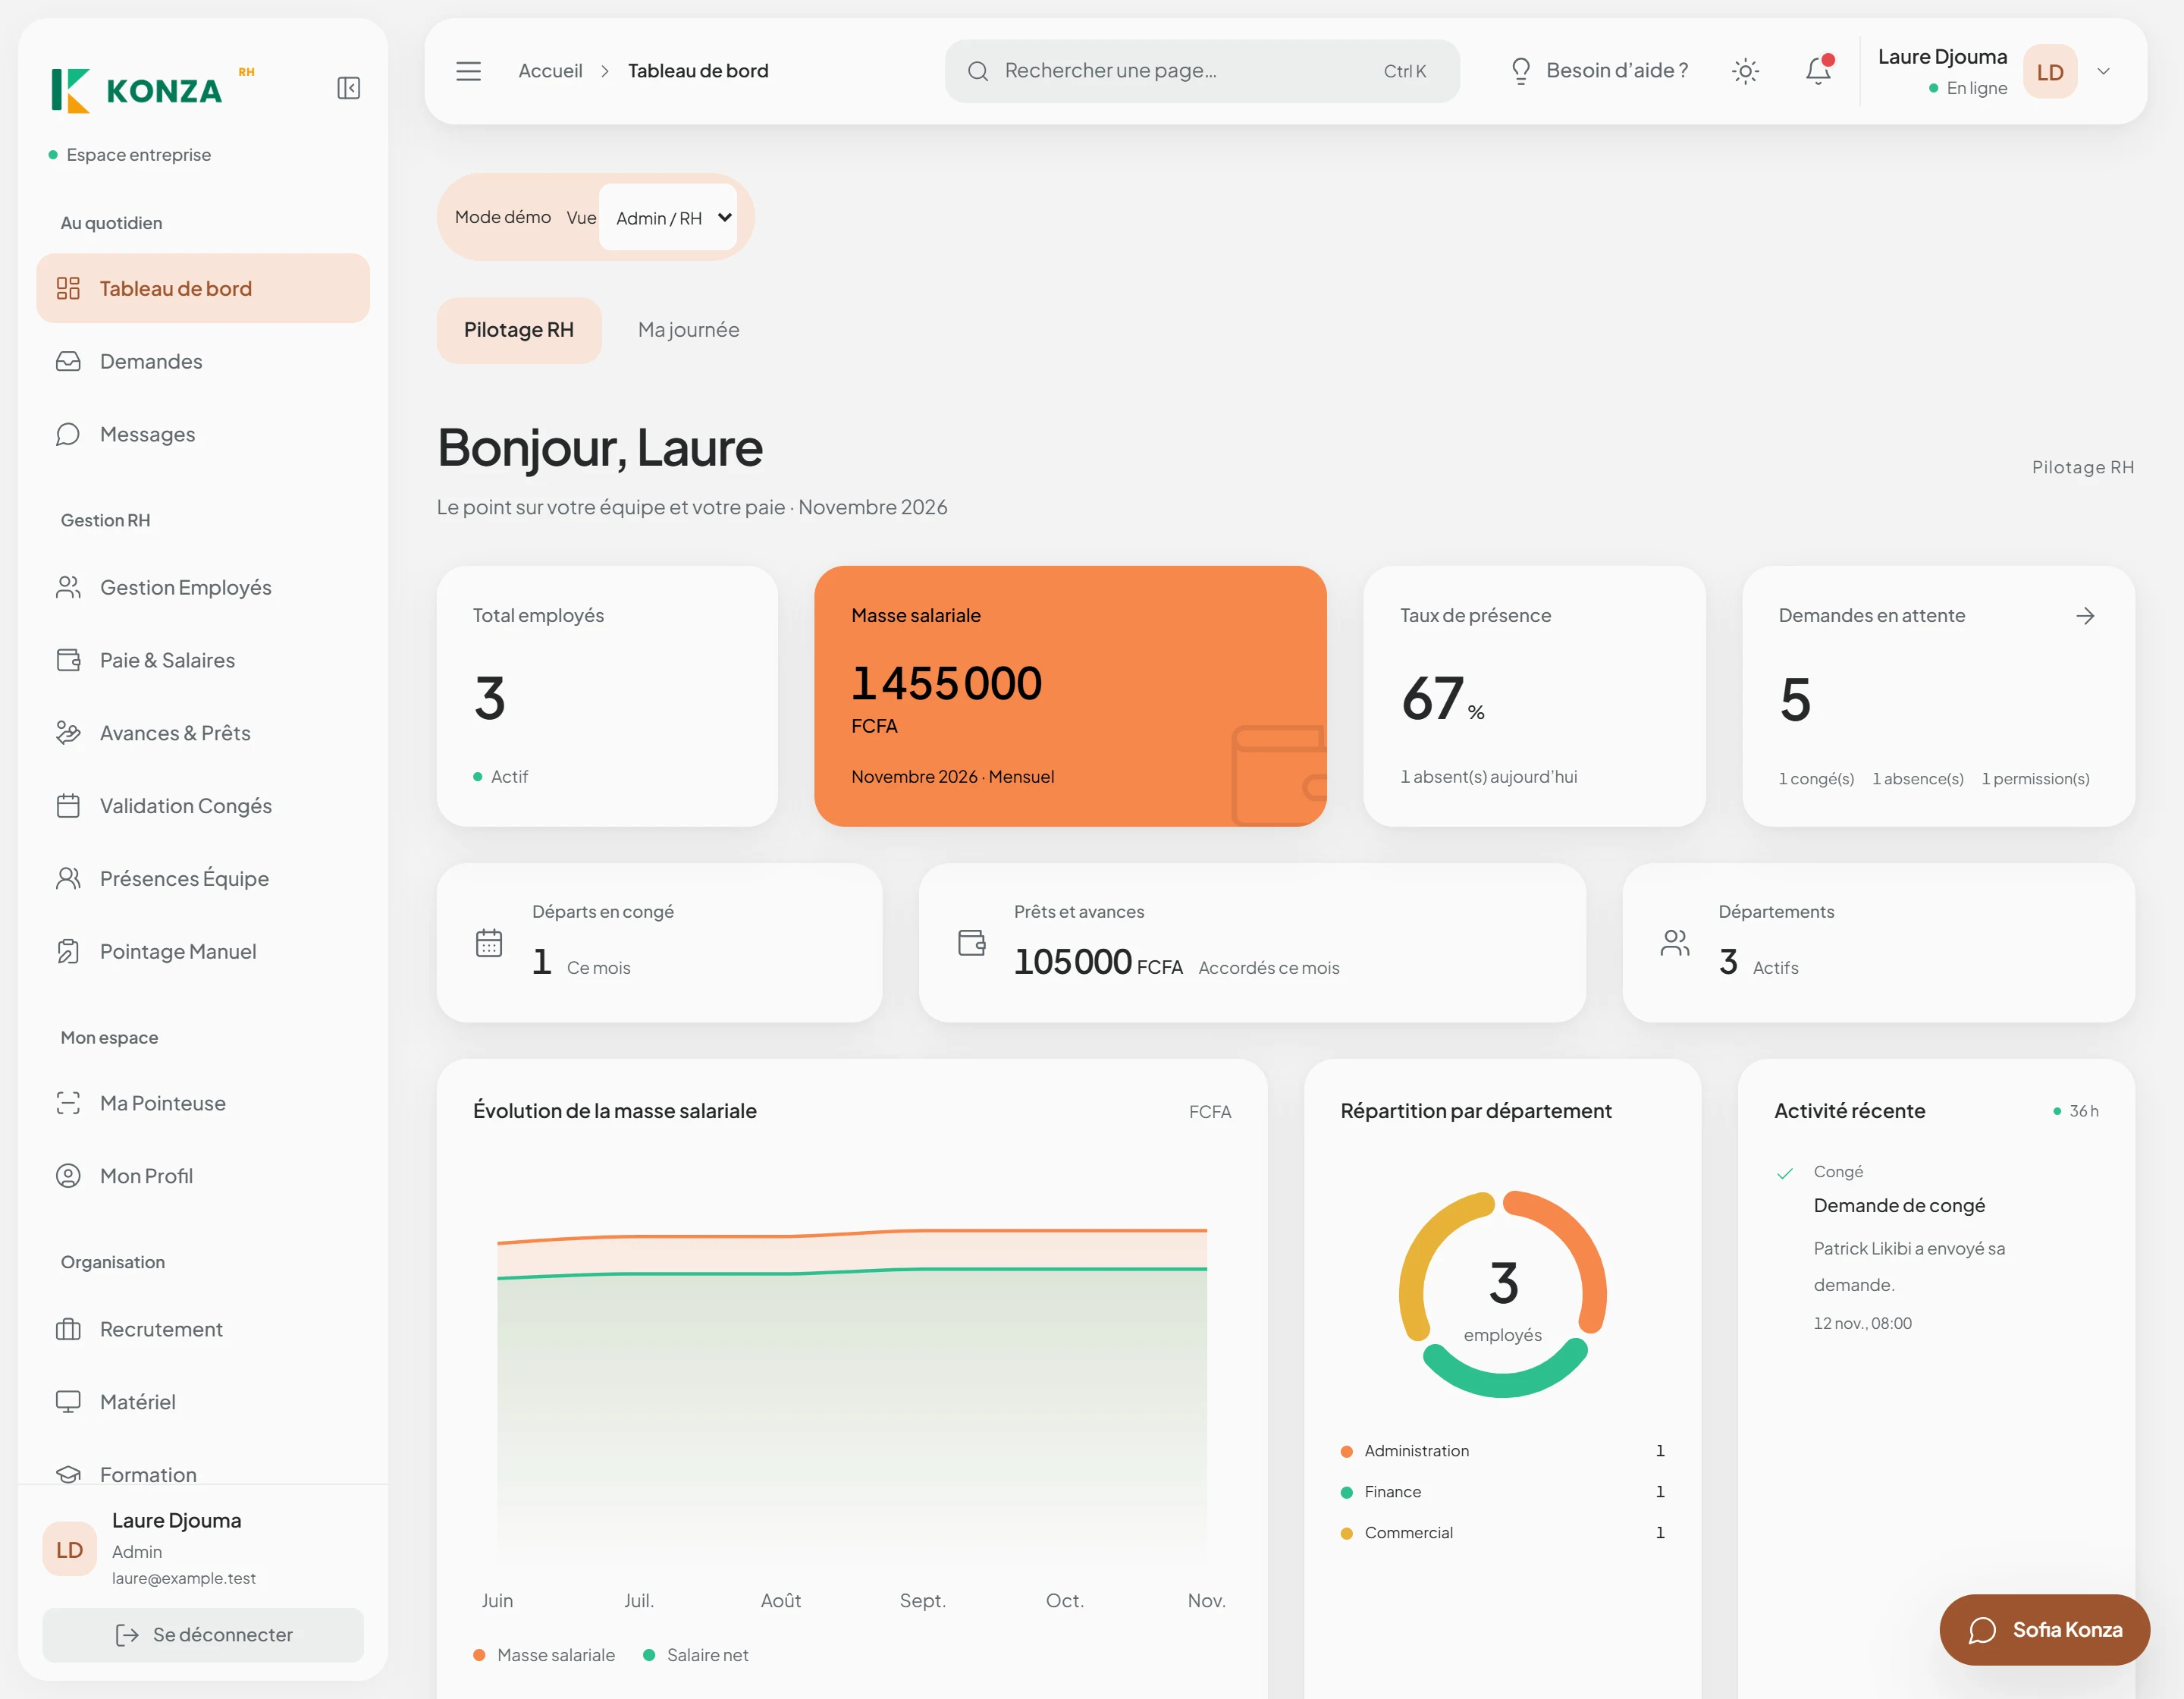 KONZA RH
Espace entreprise
Au quotidien
Tableau de bord
Demandes
Messages
Gestion RH
Gestion Employés
Paie & Salaires
Avances & Prêts
Validation Congés
Présences Équipe
Pointage Manuel
Mon espace
Ma Pointeuse
Mon Profil
Organisation
Recrutement
Matériel
Formation
LD
Laure Djouma
Admin
laure@example.test
Se déconnecter
Accueil > Tableau de bord
Rechercher une page… Ctrl K
Besoin d’aide ?
Laure Djouma
En ligne
LD
Mode démo Vue Admin / RH
Pilotage RH Ma journée
Bonjour, Laure
Pilotage RH
Le point sur votre équipe et votre paie · Novembre 2026
Total employés
3
Actif
Masse salariale
1 455 000
FCFA
Novembre 2026 · Mensuel
Taux de présence
67 %
1 absent(s) aujourd’hui
Demandes en attente
5
1 congé(s) 1 absence(s) 1 permission(s)
Départs en congé
1 Ce mois
Prêts et avances
105 000 FCFA Accordés ce mois
Départements
3 Actifs
Évolution de la masse salariale FCFA
Juin Juil. Août Sept. Oct. Nov.
Masse salariale Salaire net
Répartition par département
3
employés
Administration 1
Finance 1
Commercial 1
Activité récente 36 h
Congé
Demande de congé
Patrick Likibi a envoyé sa
demande.
12 nov., 08:00
Sofia Konza